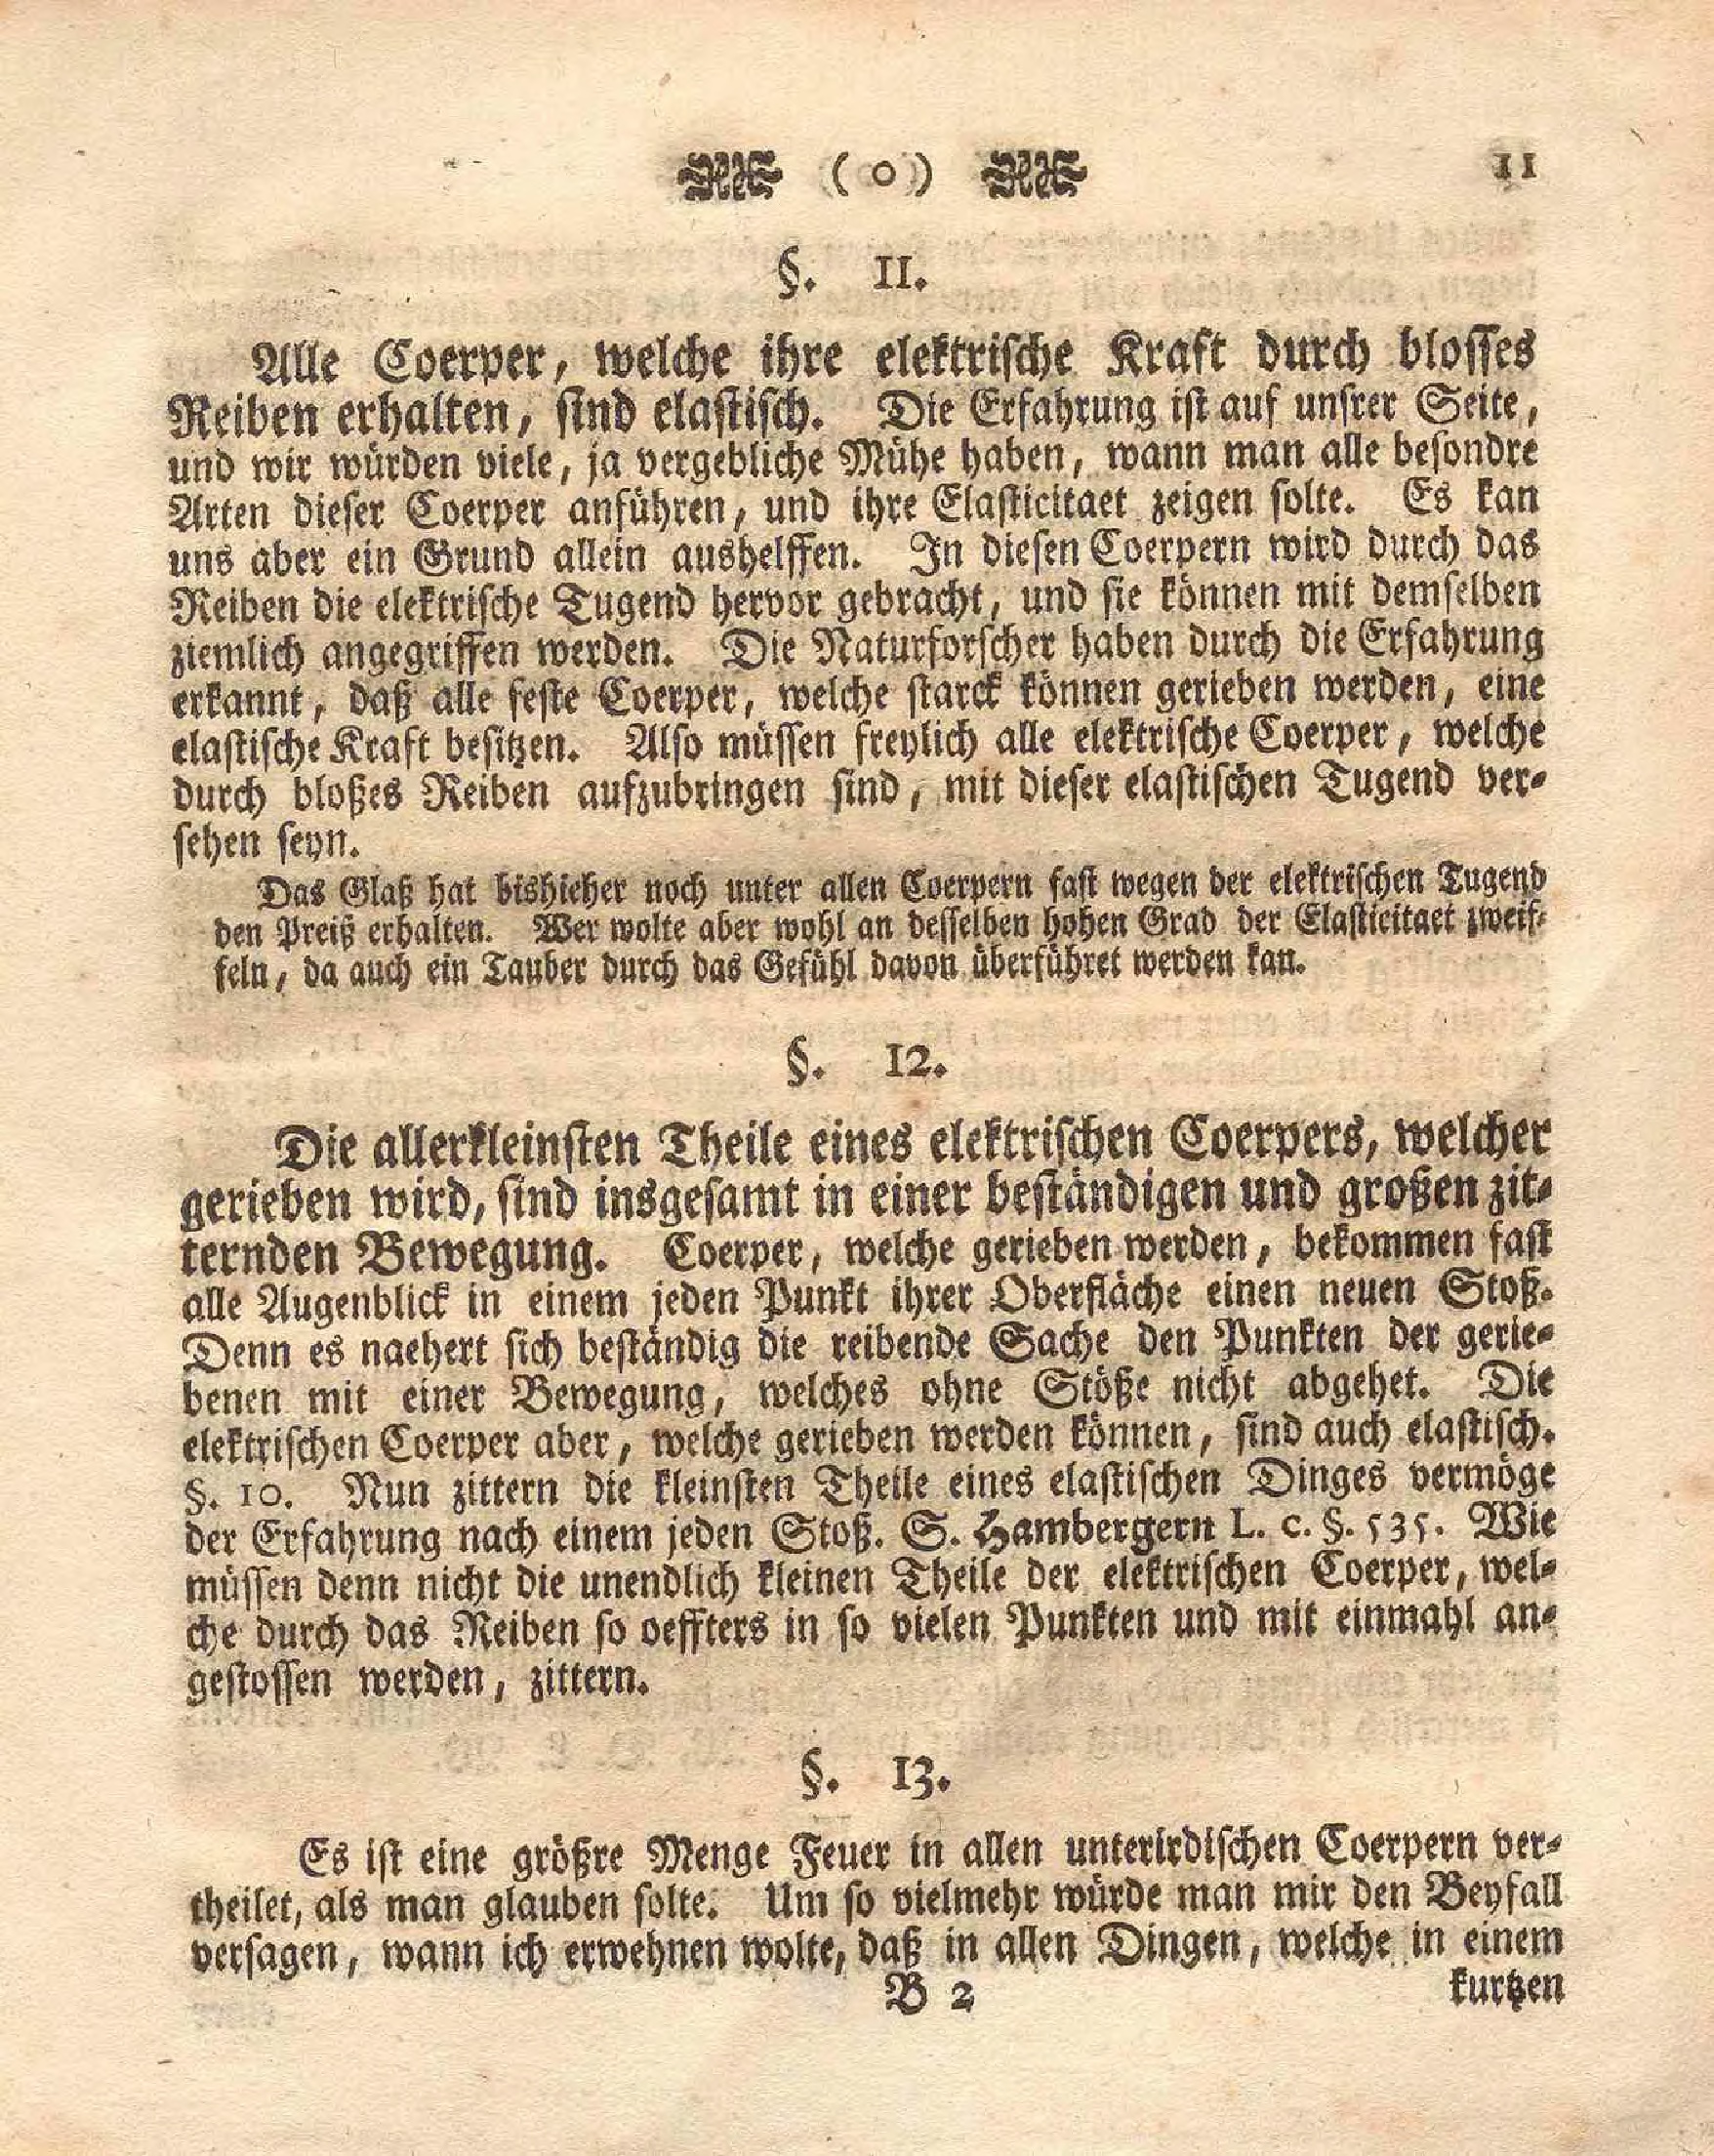 ( o ) 11
§. 11.
Alle Coerper, welche ihre elektrische Kraft durch blosses
Reiben erhalten, sind elastisch. Die Erfahrung ist auf unsrer Seite,
und wir würden viele, ja vergebliche Mühe haben, wann man alle besondre
Arten dieser Coerper anführen, und ihre Elasticitaet zeigen solte. Es kan
uns aber ein Grund allein aushelffen. In diesen Coerpern wird durch das
Reiben die elektrische Tugend hervor gebracht, und sie können mit demselben
ziemlich angegriffen werden. Die Naturforscher haben durch die Erfahrung
erkannt, daß alle feste Coerper, welche starck können gerieben werden, eine
elastische Kraft besitzen. Also müssen freylich alle elektrische Coerper, welche
durch bloßes Reiben aufzubringen sind, mit dieser elastischen Tugend ver-
sehen seyn.
Das Glaß hat bishieher noch unter allen Coerpern fast wegen der elektrischen Tugend
den Preiß erhalten. Wer wolte aber wohl an desselben hohen Grad der Elasticitaet zweif-
feln, da auch ein Tauber durch das Gefühl davon überführet werden kan.
§. 12.
Die allerkleinsten Theile eines elektrischen Coerpers, welcher
gerieben wird, sind insgesamt in einer beständigen und großen zit-
ternden Bewegung. Coerper, welche gerieben werden, bekommen fast
alle Augenblick in einem jeden Punkt ihrer Oberfläche einen neuen Stoß.
Denn es naehert sich beständig die reibende Sache den Punkten der gerie-
benen mit einer Bewegung, welches ohne Stöße nicht abgehet. Die
elektrischen Coerper aber, welche gerieben werden können, sind auch elastisch.
§. 10. Nun zittern die kleinsten Theile eines elastischen Dinges vermöge
der Erfahrung nach einem jeden Stoß. S. Hambergern L. c. §. 535. Wie
müssen denn nicht die unendlich kleinen Theile der elektrischen Coerper, wel-
che durch das Reiben so oeffters in so vielen Punkten und mit einmahl an-
gestossen werden, zittern.
§. 13.
Es ist eine größre Menge Feuer in allen unterirdischen Coerpern ver-
theilet, als man glauben solte. Um so vielmehr würde man mir den Beyfall
versagen, wann ich erwehnen wolte, daß in allen Dingen, welche in einem
B 2 kurtzen